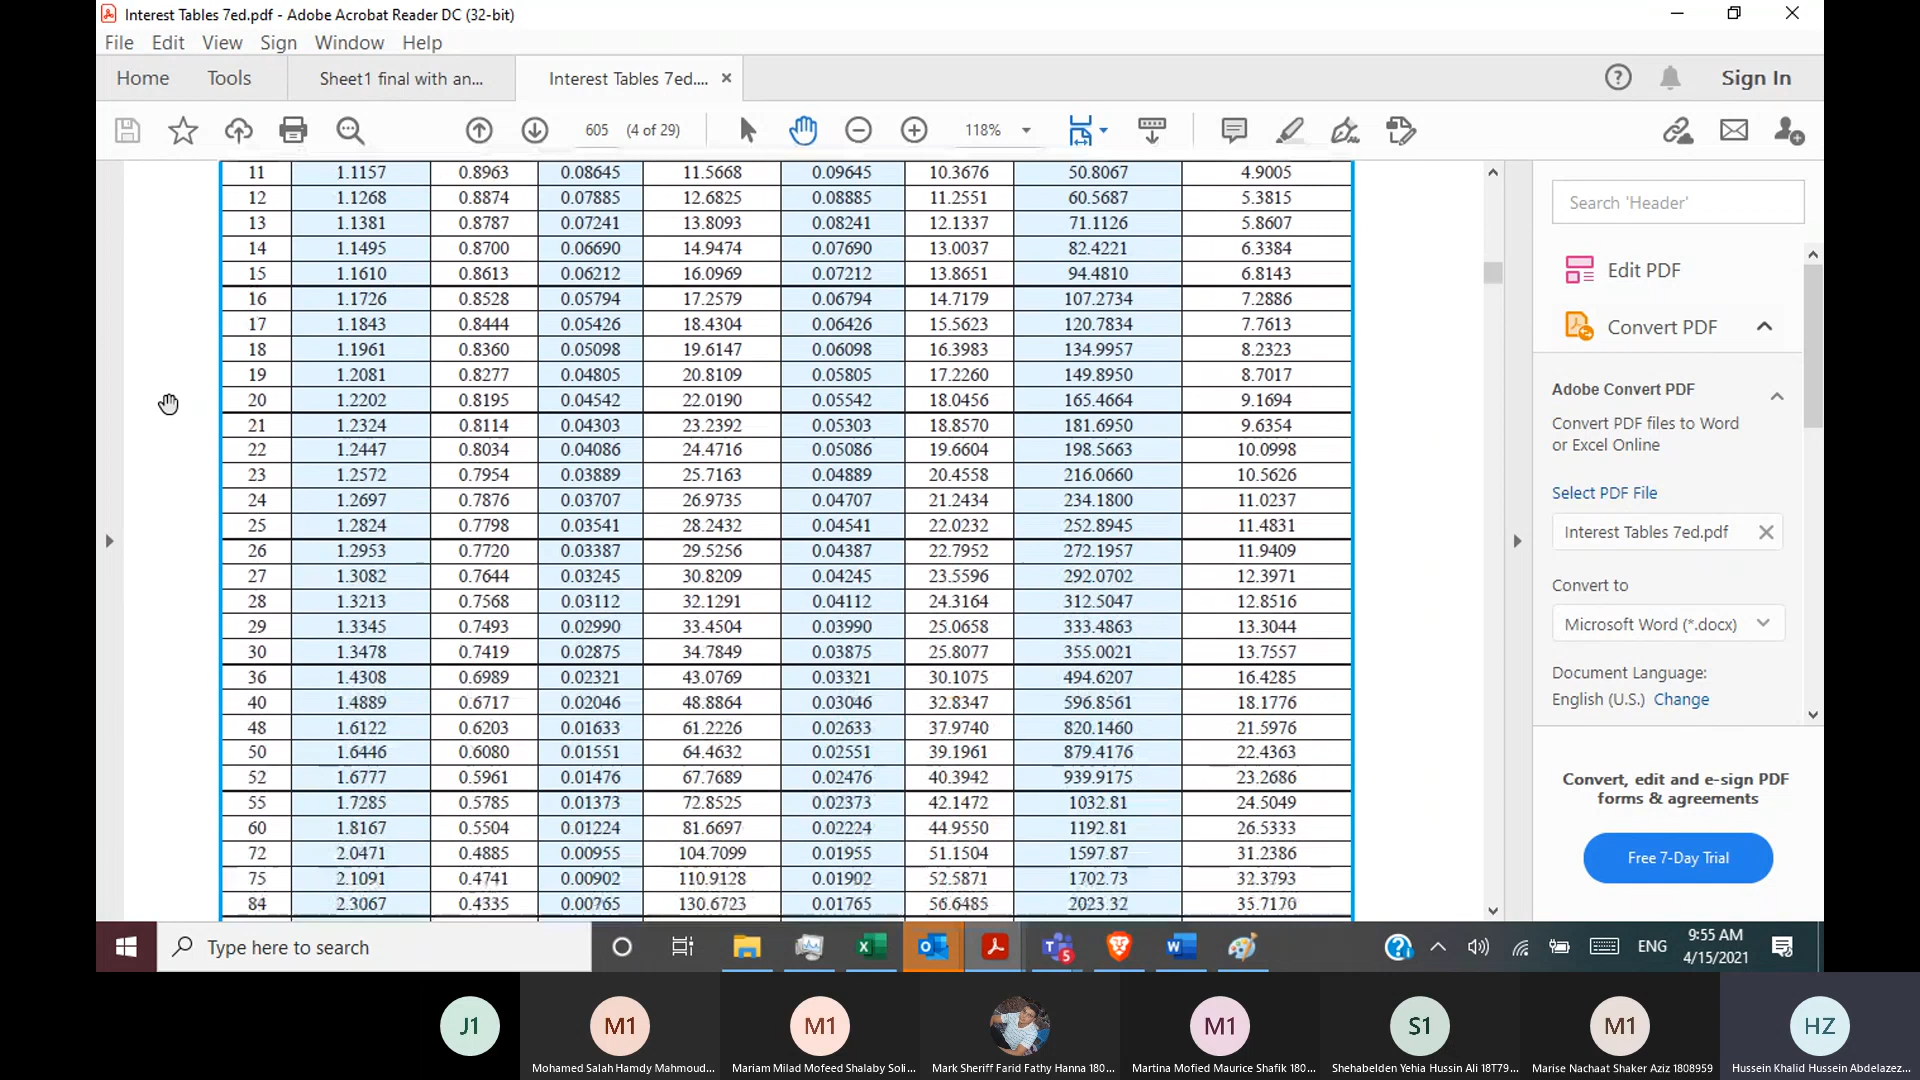 Interest Tables 7ed.pdf - Adobe Acrobat Reader DC (32-bit)
File Edit View Sign Window Help
Home Tools Sheet1 final with an... Interest Tables 7ed.... × Sign In
605 (4 of 29) 118%
11 1.1157 0.8963 0.08645 11.5668 0.09645 10.3676 50.8067 4.9005
12 1.1268 0.8874 0.07885 12.6825 0.08885 11.2551 60.5687 5.3815
13 1.1381 0.8787 0.07241 13.8093 0.08241 12.1337 71.1126 5.8607
14 1.1495 0.8700 0.06690 14.9474 0.07690 13.0037 82.4221 6.3384
15 1.1610 0.8613 0.06212 16.0969 0.07212 13.8651 94.4810 6.8143
16 1.1726 0.8528 0.05794 17.2579 0.06794 14.7179 107.2734 7.2886
17 1.1843 0.8444 0.05426 18.4304 0.06426 15.5623 120.7834 7.7613
18 1.1961 0.8360 0.05098 19.6147 0.06098 16.3983 134.9957 8.2323
19 1.2081 0.8277 0.04805 20.8109 0.05805 17.2260 149.8950 8.7017
20 1.2202 0.8195 0.04542 22.0190 0.05542 18.0456 165.4664 9.1694
21 1.2324 0.8114 0.04303 23.2392 0.05303 18.8570 181.6950 9.6354
22 1.2447 0.8034 0.04086 24.4716 0.05086 19.6604 198.5663 10.0998
23 1.2572 0.7954 0.03889 25.7163 0.04889 20.4558 216.0660 10.5626
24 1.2697 0.7876 0.03707 26.9735 0.04707 21.2434 234.1800 11.0237
25 1.2824 0.7798 0.03541 28.2432 0.04541 22.0232 252.8945 11.4831
26 1.2953 0.7720 0.03387 29.5256 0.04387 22.7952 272.1957 11.9409
27 1.3082 0.7644 0.03245 30.8209 0.04245 23.5596 292.0702 12.3971
28 1.3213 0.7568 0.03112 32.1291 0.04112 24.3164 312.5047 12.8516
29 1.3345 0.7493 0.02990 33.4504 0.03990 25.0658 333.4863 13.3044
30 1.3478 0.7419 0.02875 34.7849 0.03875 25.8077 355.0021 13.7557
36 1.4308 0.6989 0.02321 43.0769 0.03321 30.1075 494.6207 16.4285
40 1.4889 0.6717 0.02046 48.8864 0.03046 32.8347 596.8561 18.1776
48 1.6122 0.6203 0.01633 61.2226 0.02633 37.9740 820.1460 21.5976
50 1.6446 0.6080 0.01551 64.4632 0.02551 39.1961 879.4176 22.4363
52 1.6777 0.5961 0.01476 67.7689 0.02476 40.3942 939.9175 23.2686
55 1.7285 0.5785 0.01373 72.8525 0.02373 42.1472 1032.81 24.5049
60 1.8167 0.5504 0.01224 81.6697 0.02224 44.9550 1192.81 26.5333
72 2.0471 0.4885 0.00955 104.7099 0.01955 51.1504 1597.87 31.2386
75 2.1091 0.4741 0.00902 110.9128 0.01902 52.5871 1702.73 32.3793
84 2.3067 0.4335 0.00765 130.6723 0.01765 56.6485 2023.32 35.7170
Search 'Header'
Edit PDF
Convert PDF
Adobe Convert PDF
Convert PDF files to Word
or Excel Online
Select PDF File
Interest Tables 7ed.pdf
Convert to
Microsoft Word (*.docx)
Document Language:
English (U.S.) Change
Convert, edit and e-sign PDF
forms & agreements
Free 7-Day Trial
Type here to search
ENG
9:55 AM
4/15/2021
J1 M1 M1 M1 S1 M1 HZ
Mohamed Salah Hamdy Mahmoud... Mariam Milad Mofeed Shalaby Soli... Mark Sheriff Farid Fathy Hanna 180... Martina Mofied Maurice Shafik 180... Shehabelden Yehia Hussin Ali 18T79... Marise Nachaat Shaker Aziz 1808959 Hussein Khalid Hussein Abdelazez...